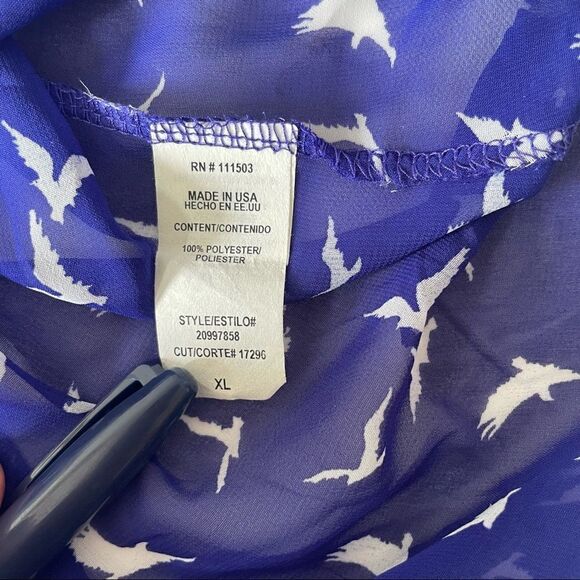 RN # 111503
MADE IN USA
HECHO EN EE.UU
CONTENT/CONTENIDO
100% POLYESTER/
POLIESTER
STYLE/ESTILO#
20997858
CUT/CORTE# 17296
XL